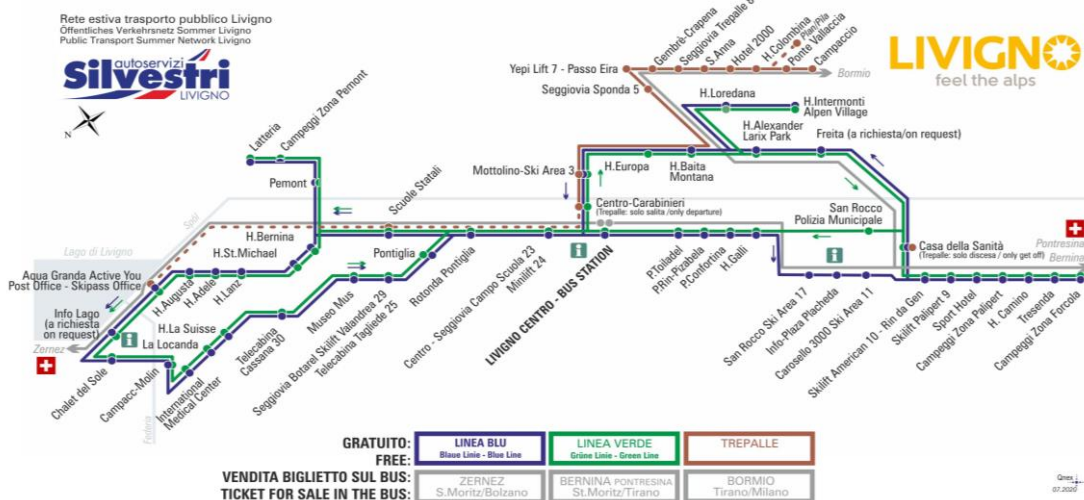 Rete estiva trasporto pubblico Livigno
Öffentliches Verkehrsnetz Sommer Livigno
Public Transport Summer Network Livigno
autoservizi
Silvestri
LIVIGNO
N
LIVIGNO
feel the alps
Yepi Lift 7 - Passo Eira
Gembrè-Crapena
Seggiovia Trepalle
S.Anna
Hotel 2000
H.Colombina
Plan/Pila
Ponte Vallaccia
Campaccio
Bormio
Seggiovia Sponda 5
H.Loredana
H.Intermonti
Alpen Village
H.Alexander
Larix Park
Freita (a richiesta/on request)
Latteria
Campeggi Zona Pemont
Pemont
Mottolino-Ski Area 3
H.Europa
H.Baita
Montana
Scuole Statali
Centro-Carabinieri
(Trepalle: solo salita /only departure)
San Rocco
Polizia Municipale
Spöl
Lago di Livigno
H.Bernina
H.St.Michael
Pontiglia
Casa della Sanità
(Trepalle: solo discesa / only get off)
Pontresina
Bernina
Aqua Granda Active You
Post Office - Skipass Office
H.Augusta
H.Adele
H.Lanz
Info Lago
(a richiesta
on request)
Zernez
H.La Suisse
La Locanda
Chalet del Sole
Campacc-Molin
Federia
International
Medical Center
Telecabina
Cassana 30
Museo Mus
Seggiovia Botarel Skilift Valandrea 29
Telecabina Tagliede 25
Rotonda Pontiglia
Centro - Seggiovia Campo Scuola 23
Minilift 24
LIVIGNO CENTRO - BUS STATION
P.Toiladel
P.Rin.Pizabela
P.Confortina
H.Galli
San Rocco Ski Area 17
Info-Plaza Placheda
Carosello 3000 Ski Area 11
Skilift American 10 - Rin da Gen
Skilift Palipert 9
Sport Hotel
Campeggi Zona Palipert
H. Camino
Tresenda
Campeggi Zona Forcola
GRATUITO:
FREE:
LINEA BLU
Blaue Linie - Blue Line
LINEA VERDE
Grüne Linie - Green Line
TREPALLE
VENDITA BIGLIETTO SUL BUS:
TICKET FOR SALE IN THE BUS:
ZERNEZ
S.Moritz/Bolzano
BERNINA PONTRESINA
St.Moritz/Tirano
BORMIO
Tirano/Milano
Qnex
07.2020